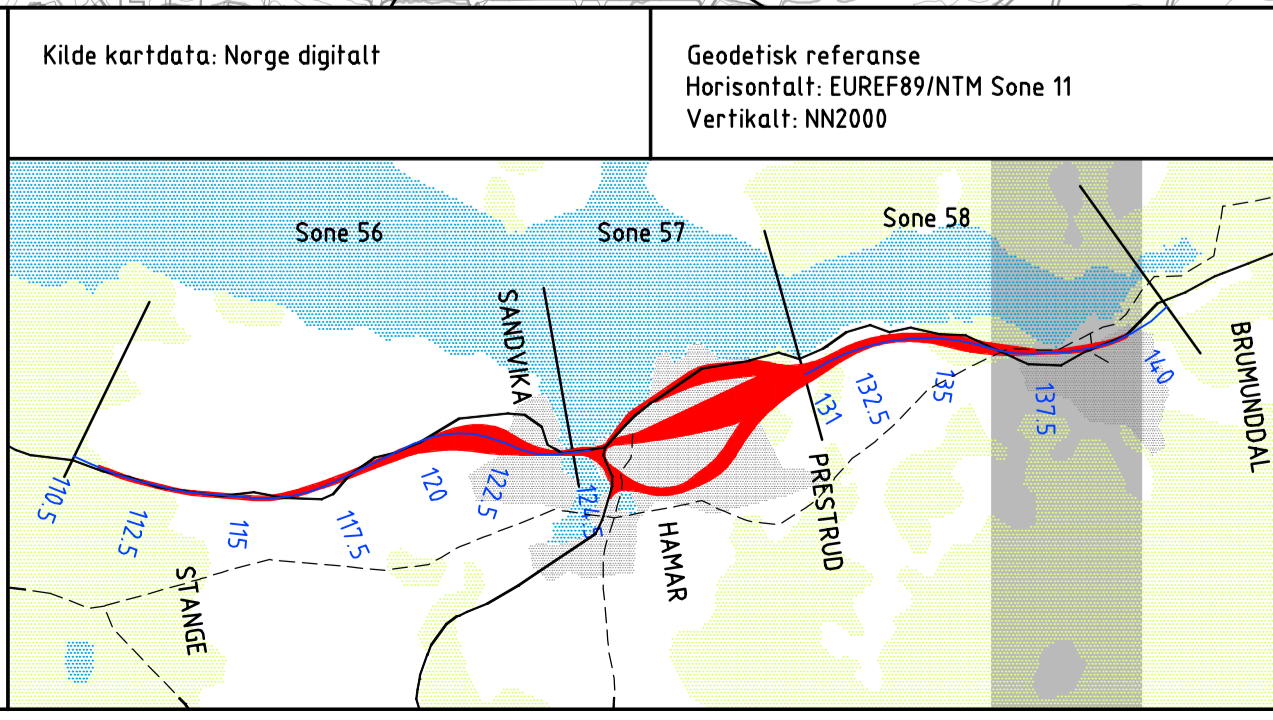 Kilde kartdata: Norge digitalt
Geodetisk referanse
Horisontalt: EUREF89/NTM Sone 11
Vertikalt: NN2000
Sone 56
Sone 57
Sone 58
SANDVIKA
BRUMUNDDAL
110.5
112.5
115
117.5
120
122.5
124.5
131
132.5
135
137.5
140
STANGE
HAMAR
PRESTRUD